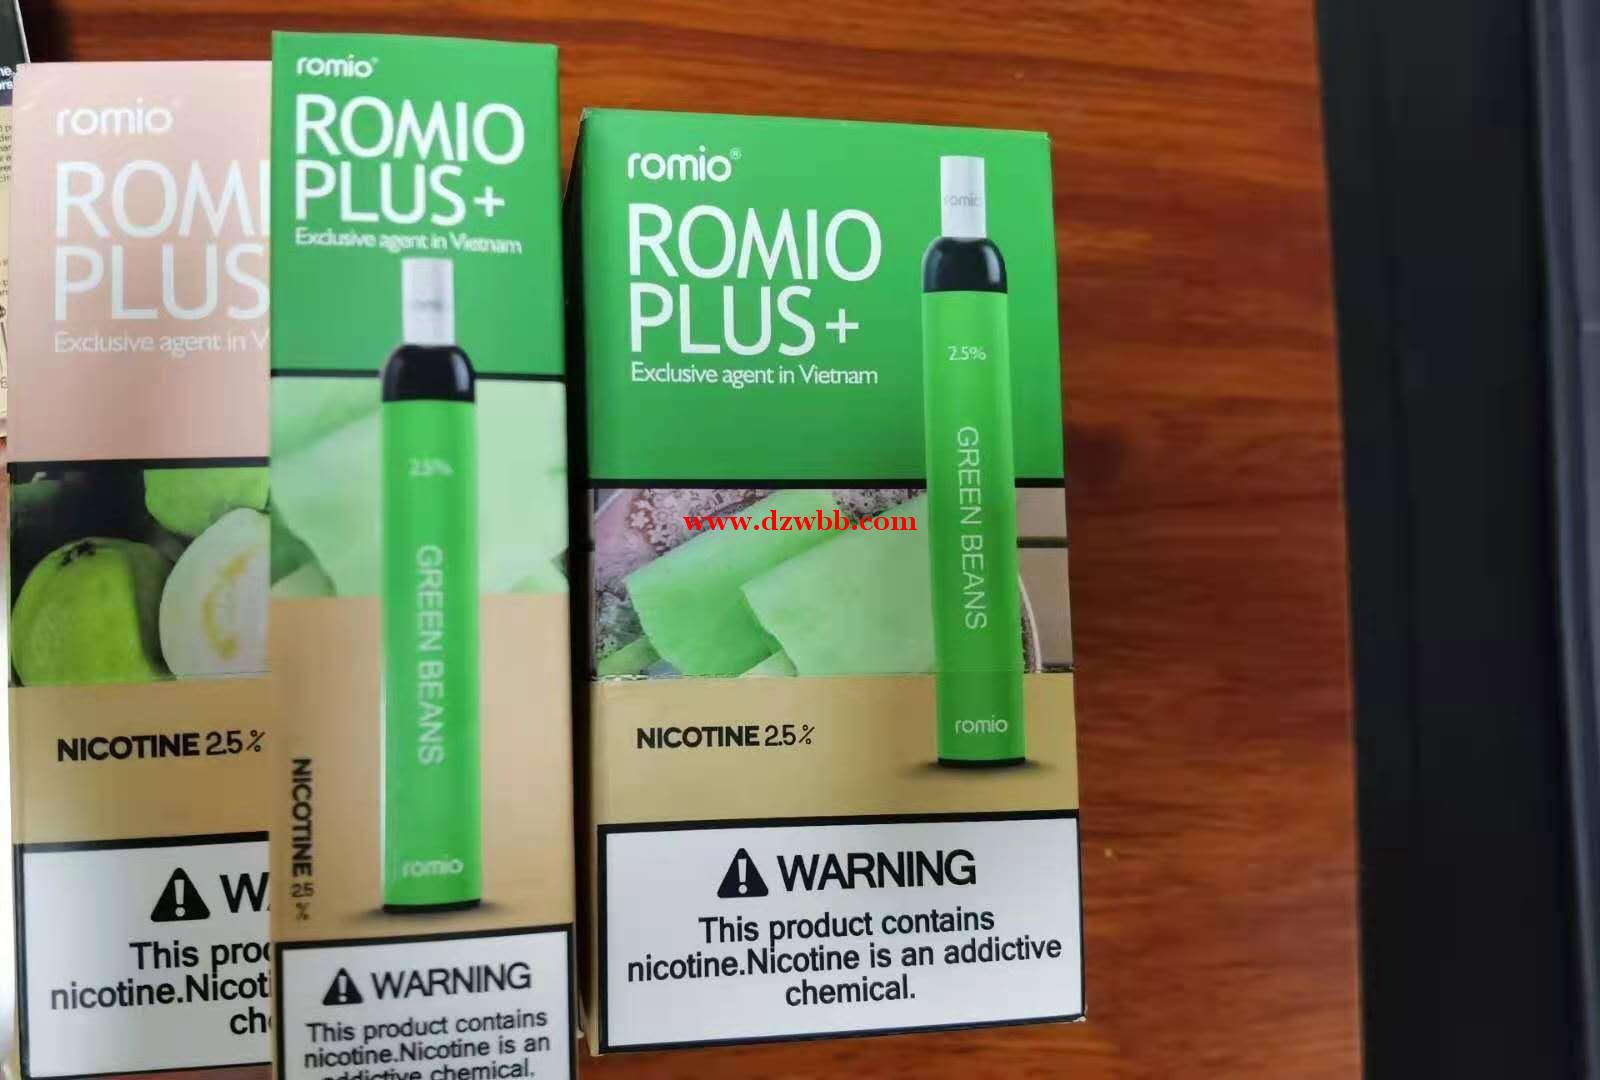 romio
ROMI
PLUS
Exclusive agent in V
NICOTINE 2.5%
W
This prod
nicotine.Nicoti
ch
romio
ROMIO
PLUS+
Exclusive agent in Vietnam
2.5%
GREEN BEANS
romio
NICOTINE 2.5%
WARNING
This product contains
nicotine.Nicotine is an
addictive chemical.
romio®
ROMIO
PLUS+
Exclusive agent in Vietnam
romio
2.5%
GREEN BEANS
romio
www.dzwbb.com
NICOTINE 2.5%
WARNING
This product contains
nicotine.Nicotine is an addictive
chemical.